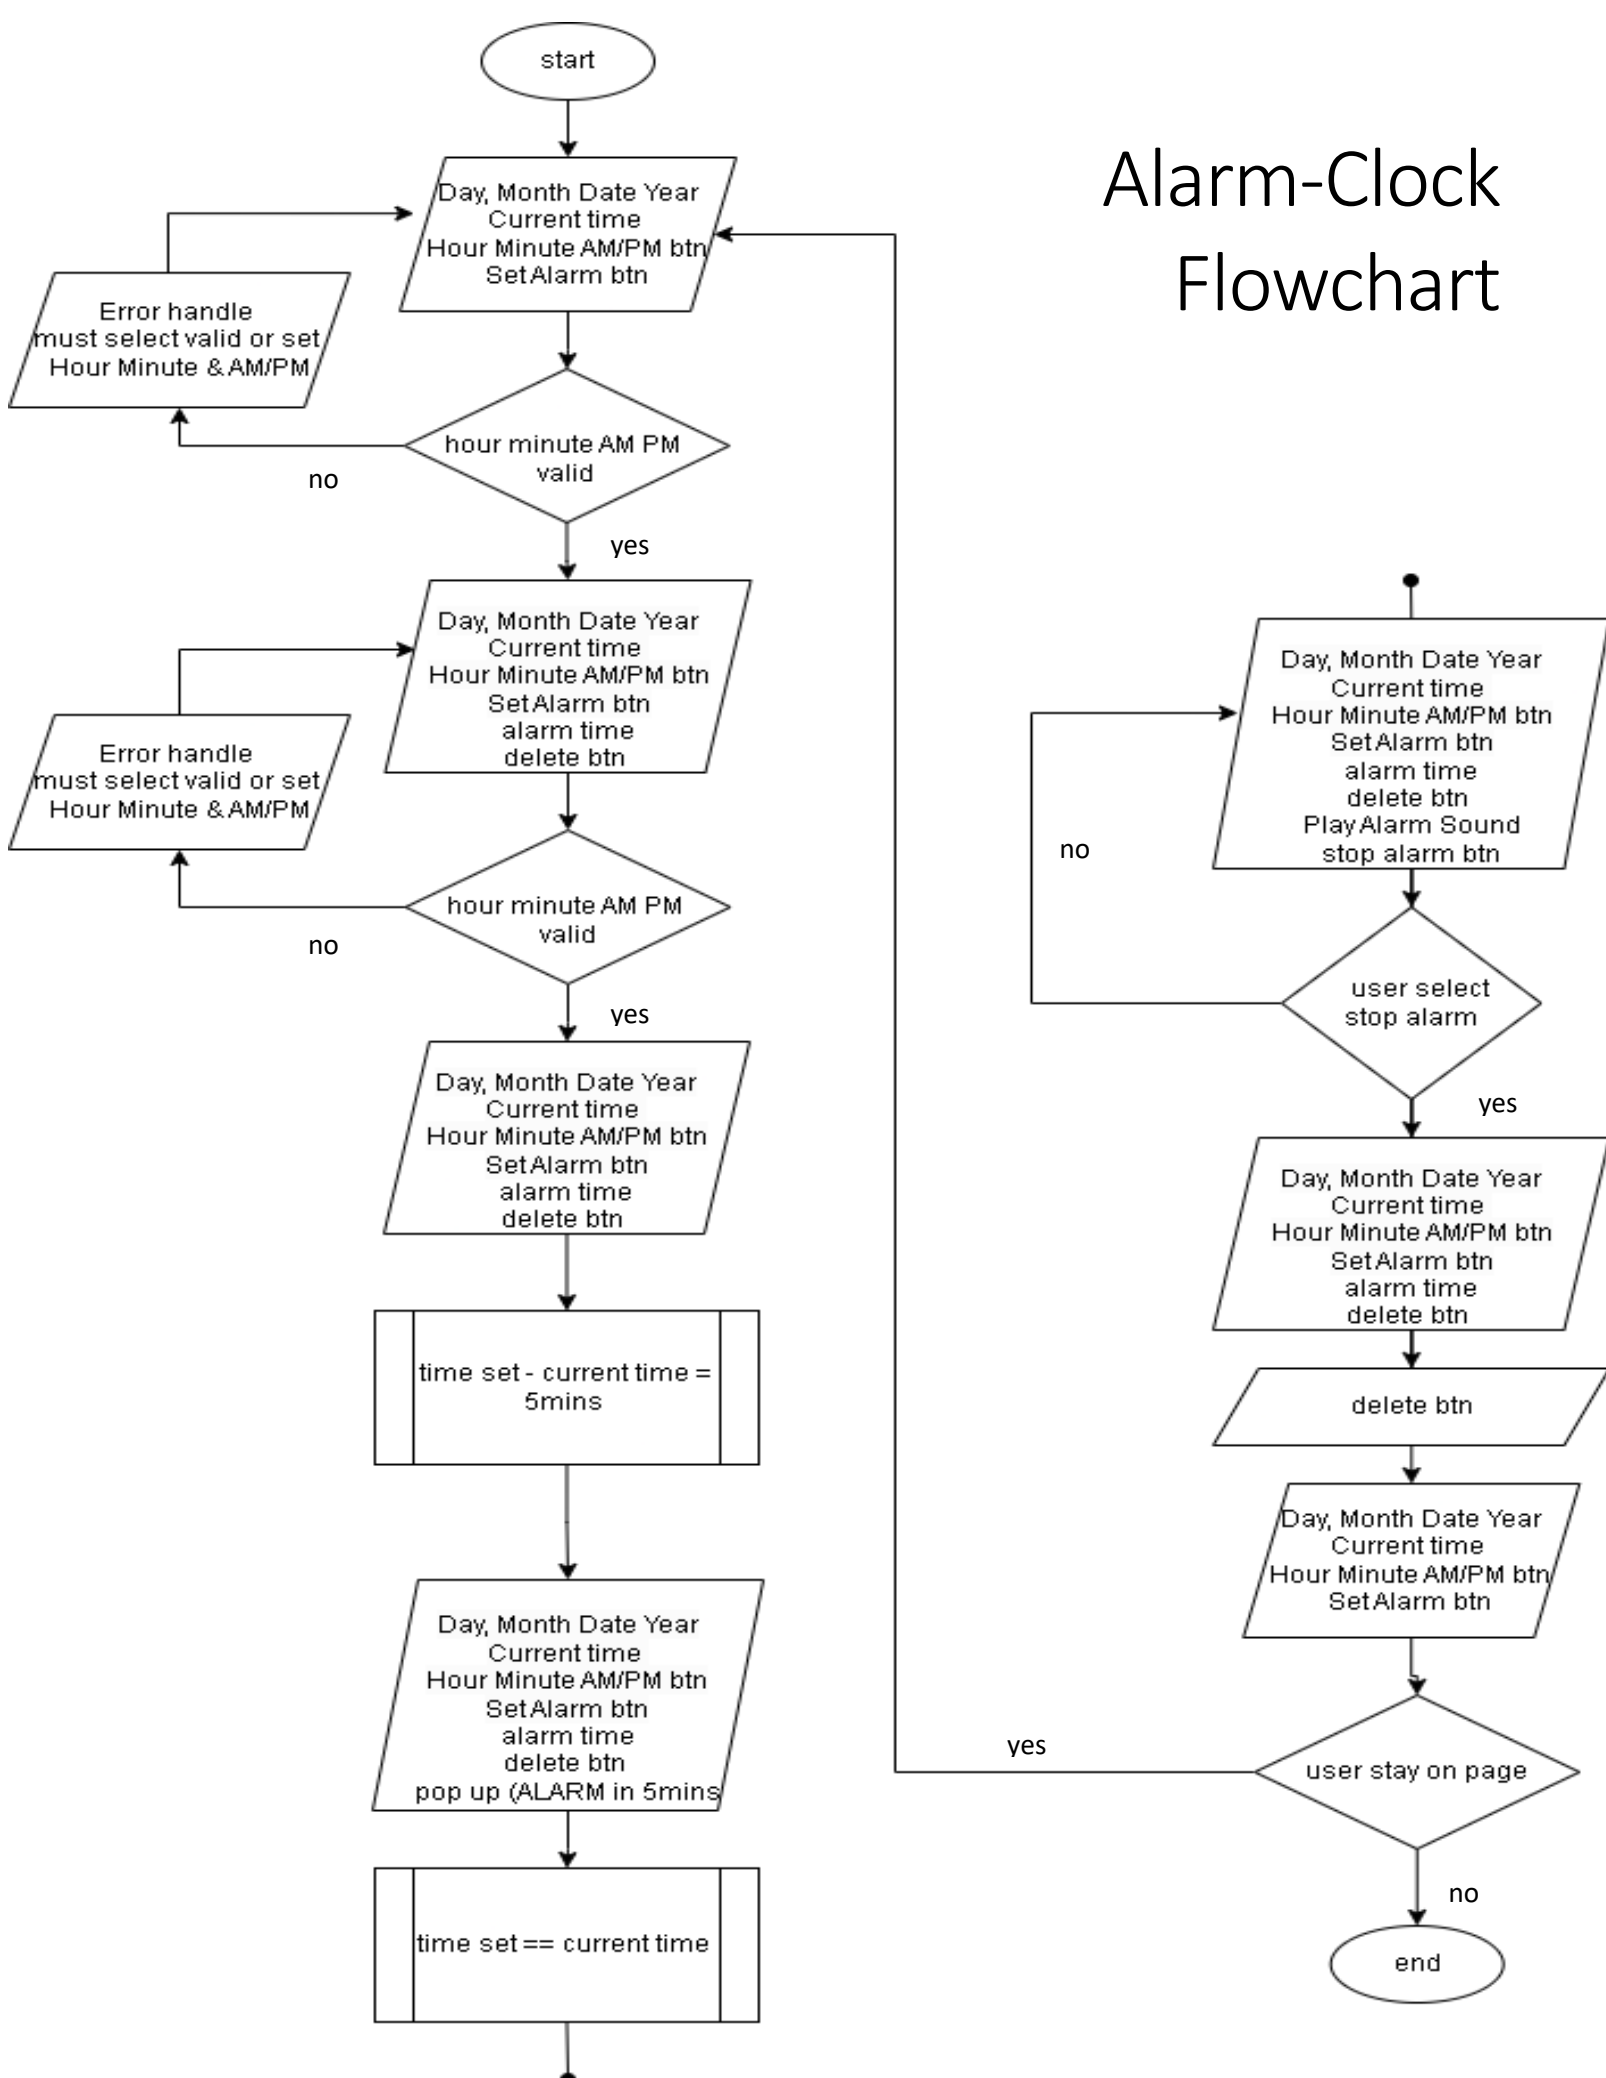 Alarm-Clock
Flowchart
start
Day, Month Date Year
Current time
Hour Minute AM/PM btn
Set Alarm btn
Error handle
must select valid or set
Hour Minute & AM/PM
hour minute AM PM
valid
no
yes
Day, Month Date Year
Current time
Hour Minute AM/PM btn
Set Alarm btn
alarm time
delete btn
Error handle
must select valid or set
Hour Minute & AM/PM
hour minute AM PM
valid
no
yes
Day, Month Date Year
Current time
Hour Minute AM/PM btn
Set Alarm btn
alarm time
delete btn
time set - current time =
5mins
Day, Month Date Year
Current time
Hour Minute AM/PM btn
Set Alarm btn
alarm time
delete btn
pop up (ALARM in 5mins
time set == current time
Day, Month Date Year
Current time
Hour Minute AM/PM btn
Set Alarm btn
alarm time
delete btn
Play Alarm Sound
stop alarm btn
no
user select
stop alarm
yes
Day, Month Date Year
Current time
Hour Minute AM/PM btn
Set Alarm btn
alarm time
delete btn
delete btn
Day, Month Date Year
Current time
Hour Minute AM/PM btn
Set Alarm btn
yes
user stay on page
no
end